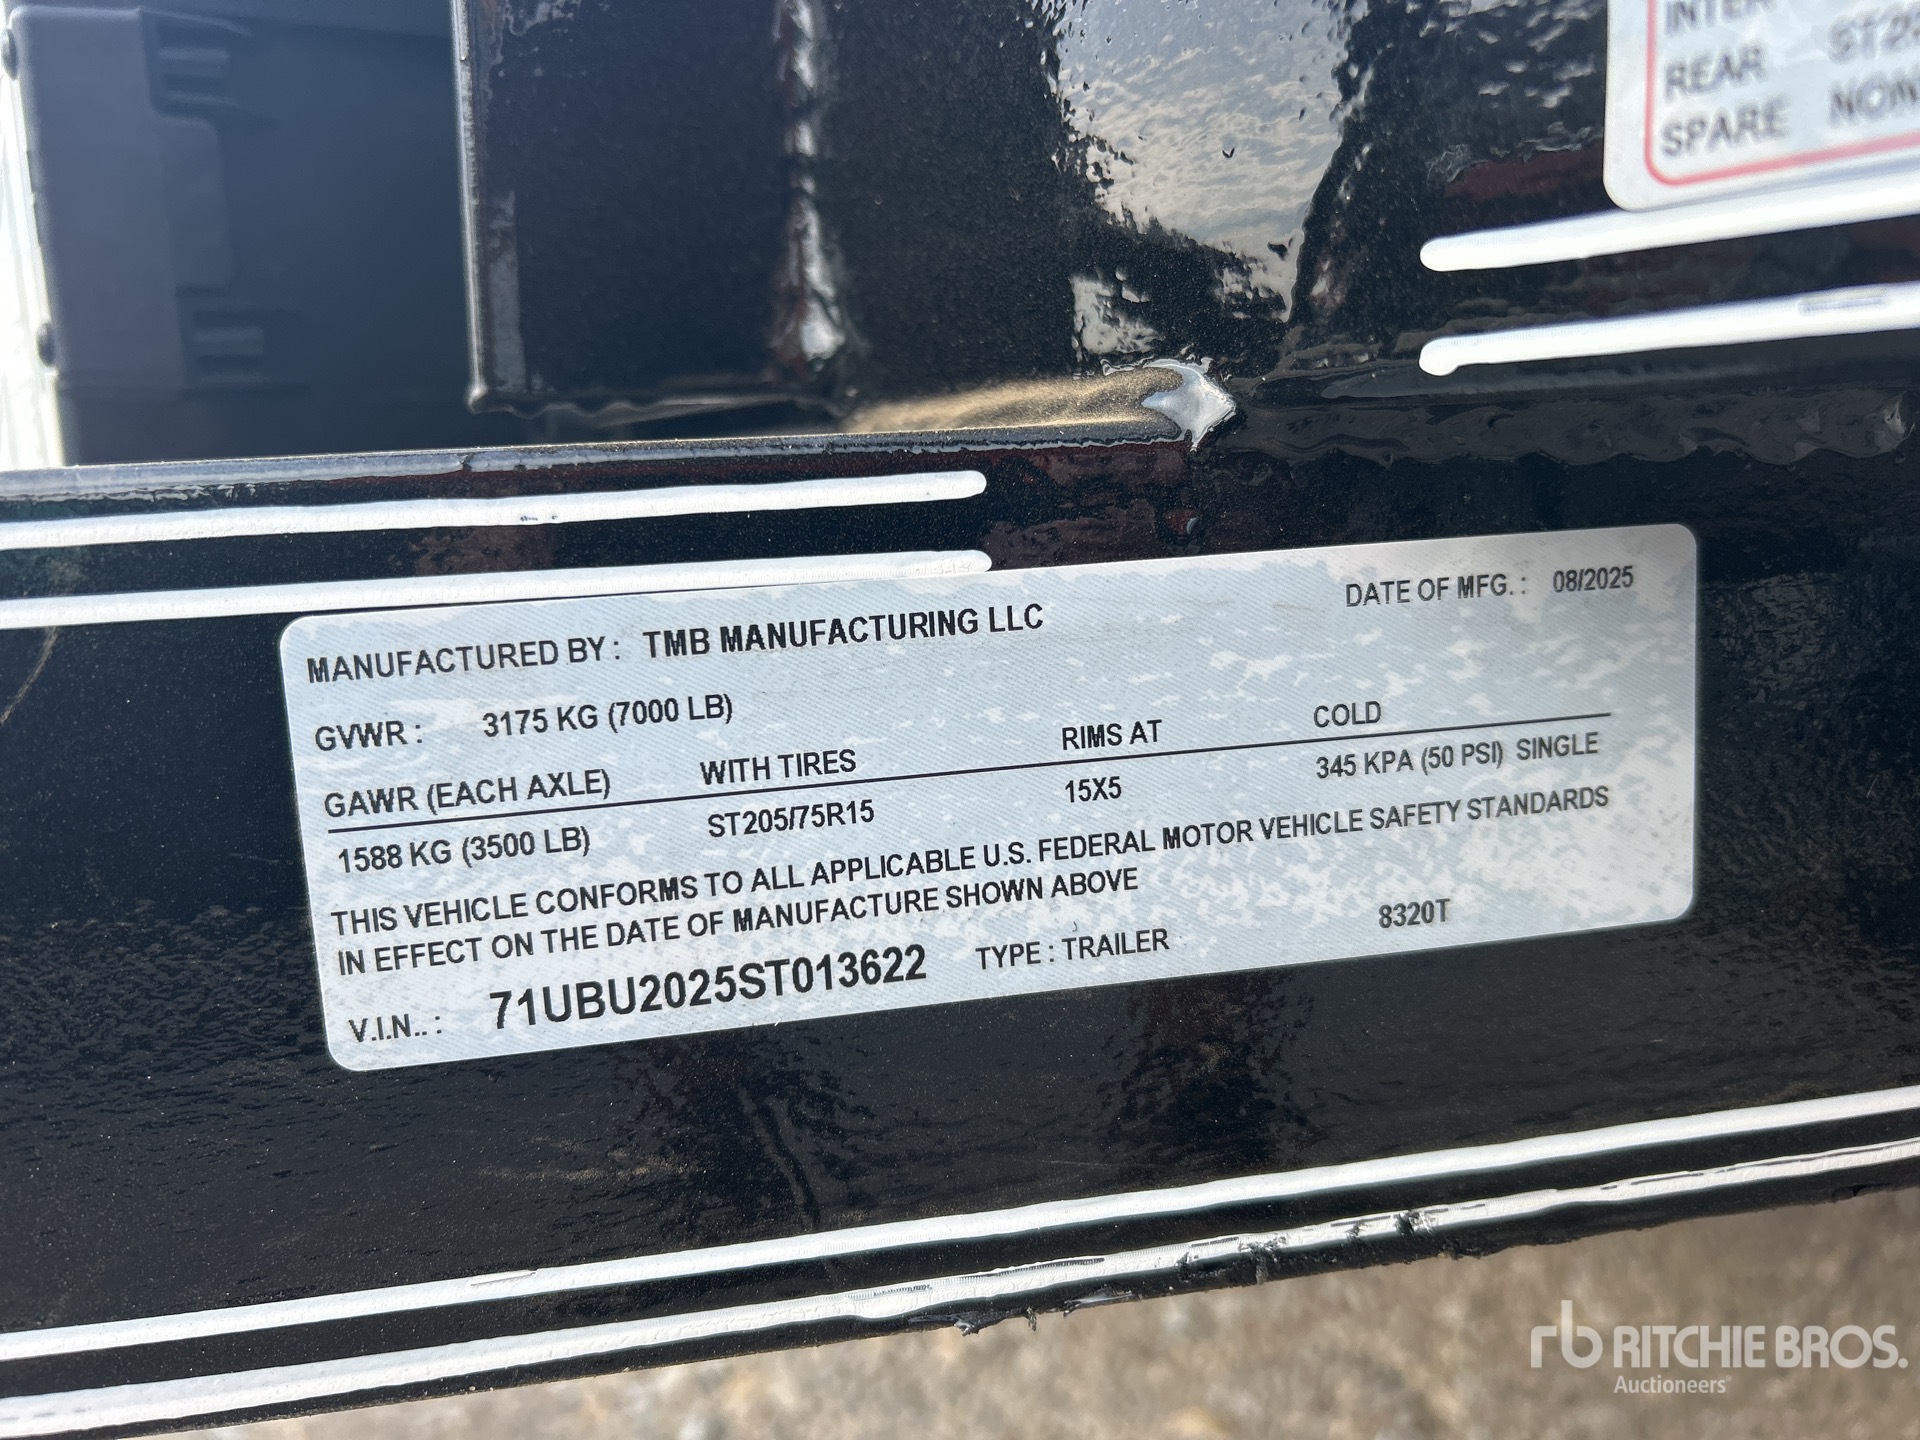 REAR
SPARE
MANUFACTURED BY : TMB MANUFACTURING LLC DATE OF MFG. : 08/2025
GVWR : 3175 KG (7000 LB)
GAWR (EACH AXLE) WITH TIRES RIMS AT COLD
1588 KG (3500 LB) ST205/75R15 15X5 345 KPA (50 PSI) SINGLE
THIS VEHICLE CONFORMS TO ALL APPLICABLE U.S. FEDERAL MOTOR VEHICLE SAFETY STANDARDS
IN EFFECT ON THE DATE OF MANUFACTURE SHOWN ABOVE
V.I.N.. : 71UBU2025ST013622 TYPE : TRAILER 8320T
rb RITCHIE BROS.
Auctioneers